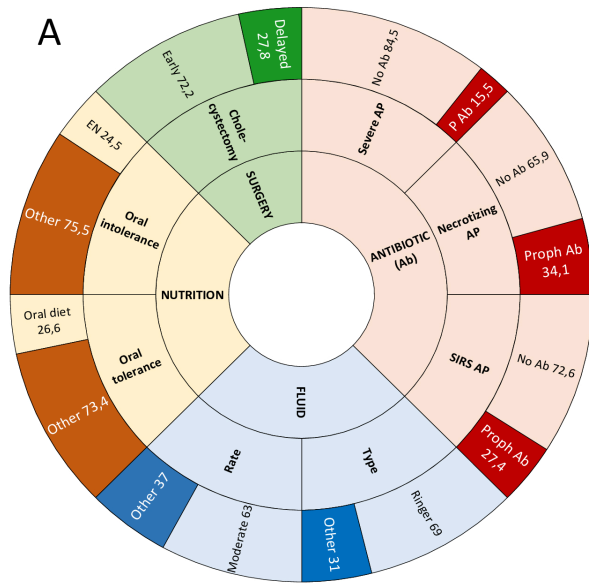 A
Early 72,2
Delayed
27,8
No Ab 84,5
P Ab 15,5
No Ab 65,9
Proph Ab
34,1
No Ab 72,6
Proph Ab
27,4
Ringer 69
Other 31
Moderate 63
Other 37
Other 73,4
Oral diet
26,6
Other 75,5
EN 24,5
Chole-
cystectomy
Severe AP
Necrotizing
AP
SIRS AP
Type
Rate
Oral
tolerance
Oral
intolerance
SURGERY
ANTIBIOTIC
(Ab)
FLUID
NUTRITION